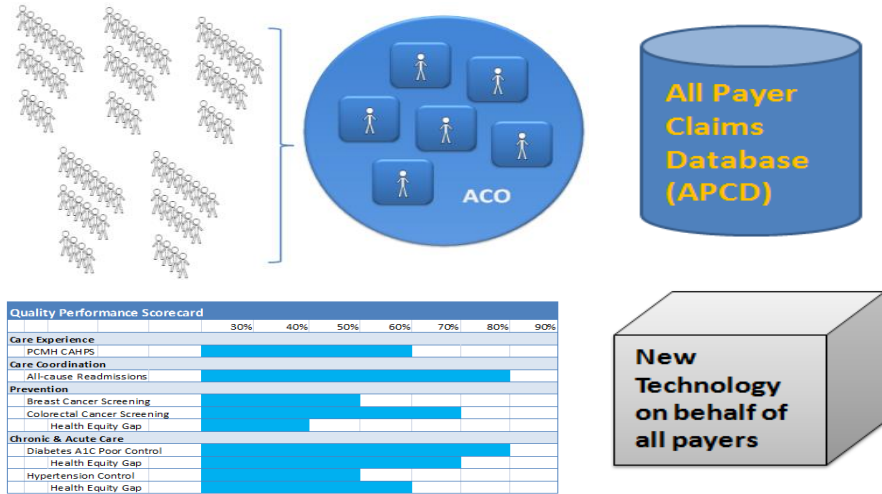 ACO
All Payer
Claims
Database
(APCD)
Quality Performance Scorecard
30% 40% 50% 60% 70% 80% 90%
Care Experience
PCMH CAHPS
Care Coordination
All-cause Readmissions
Prevention
Breast Cancer Screening
Colorectal Cancer Screening
Health Equity Gap
Chronic & Acute Care
Diabetes A1C Poor Control
Health Equity Gap
Hypertension Control
Health Equity Gap
New
Technology
on behalf of
all payers